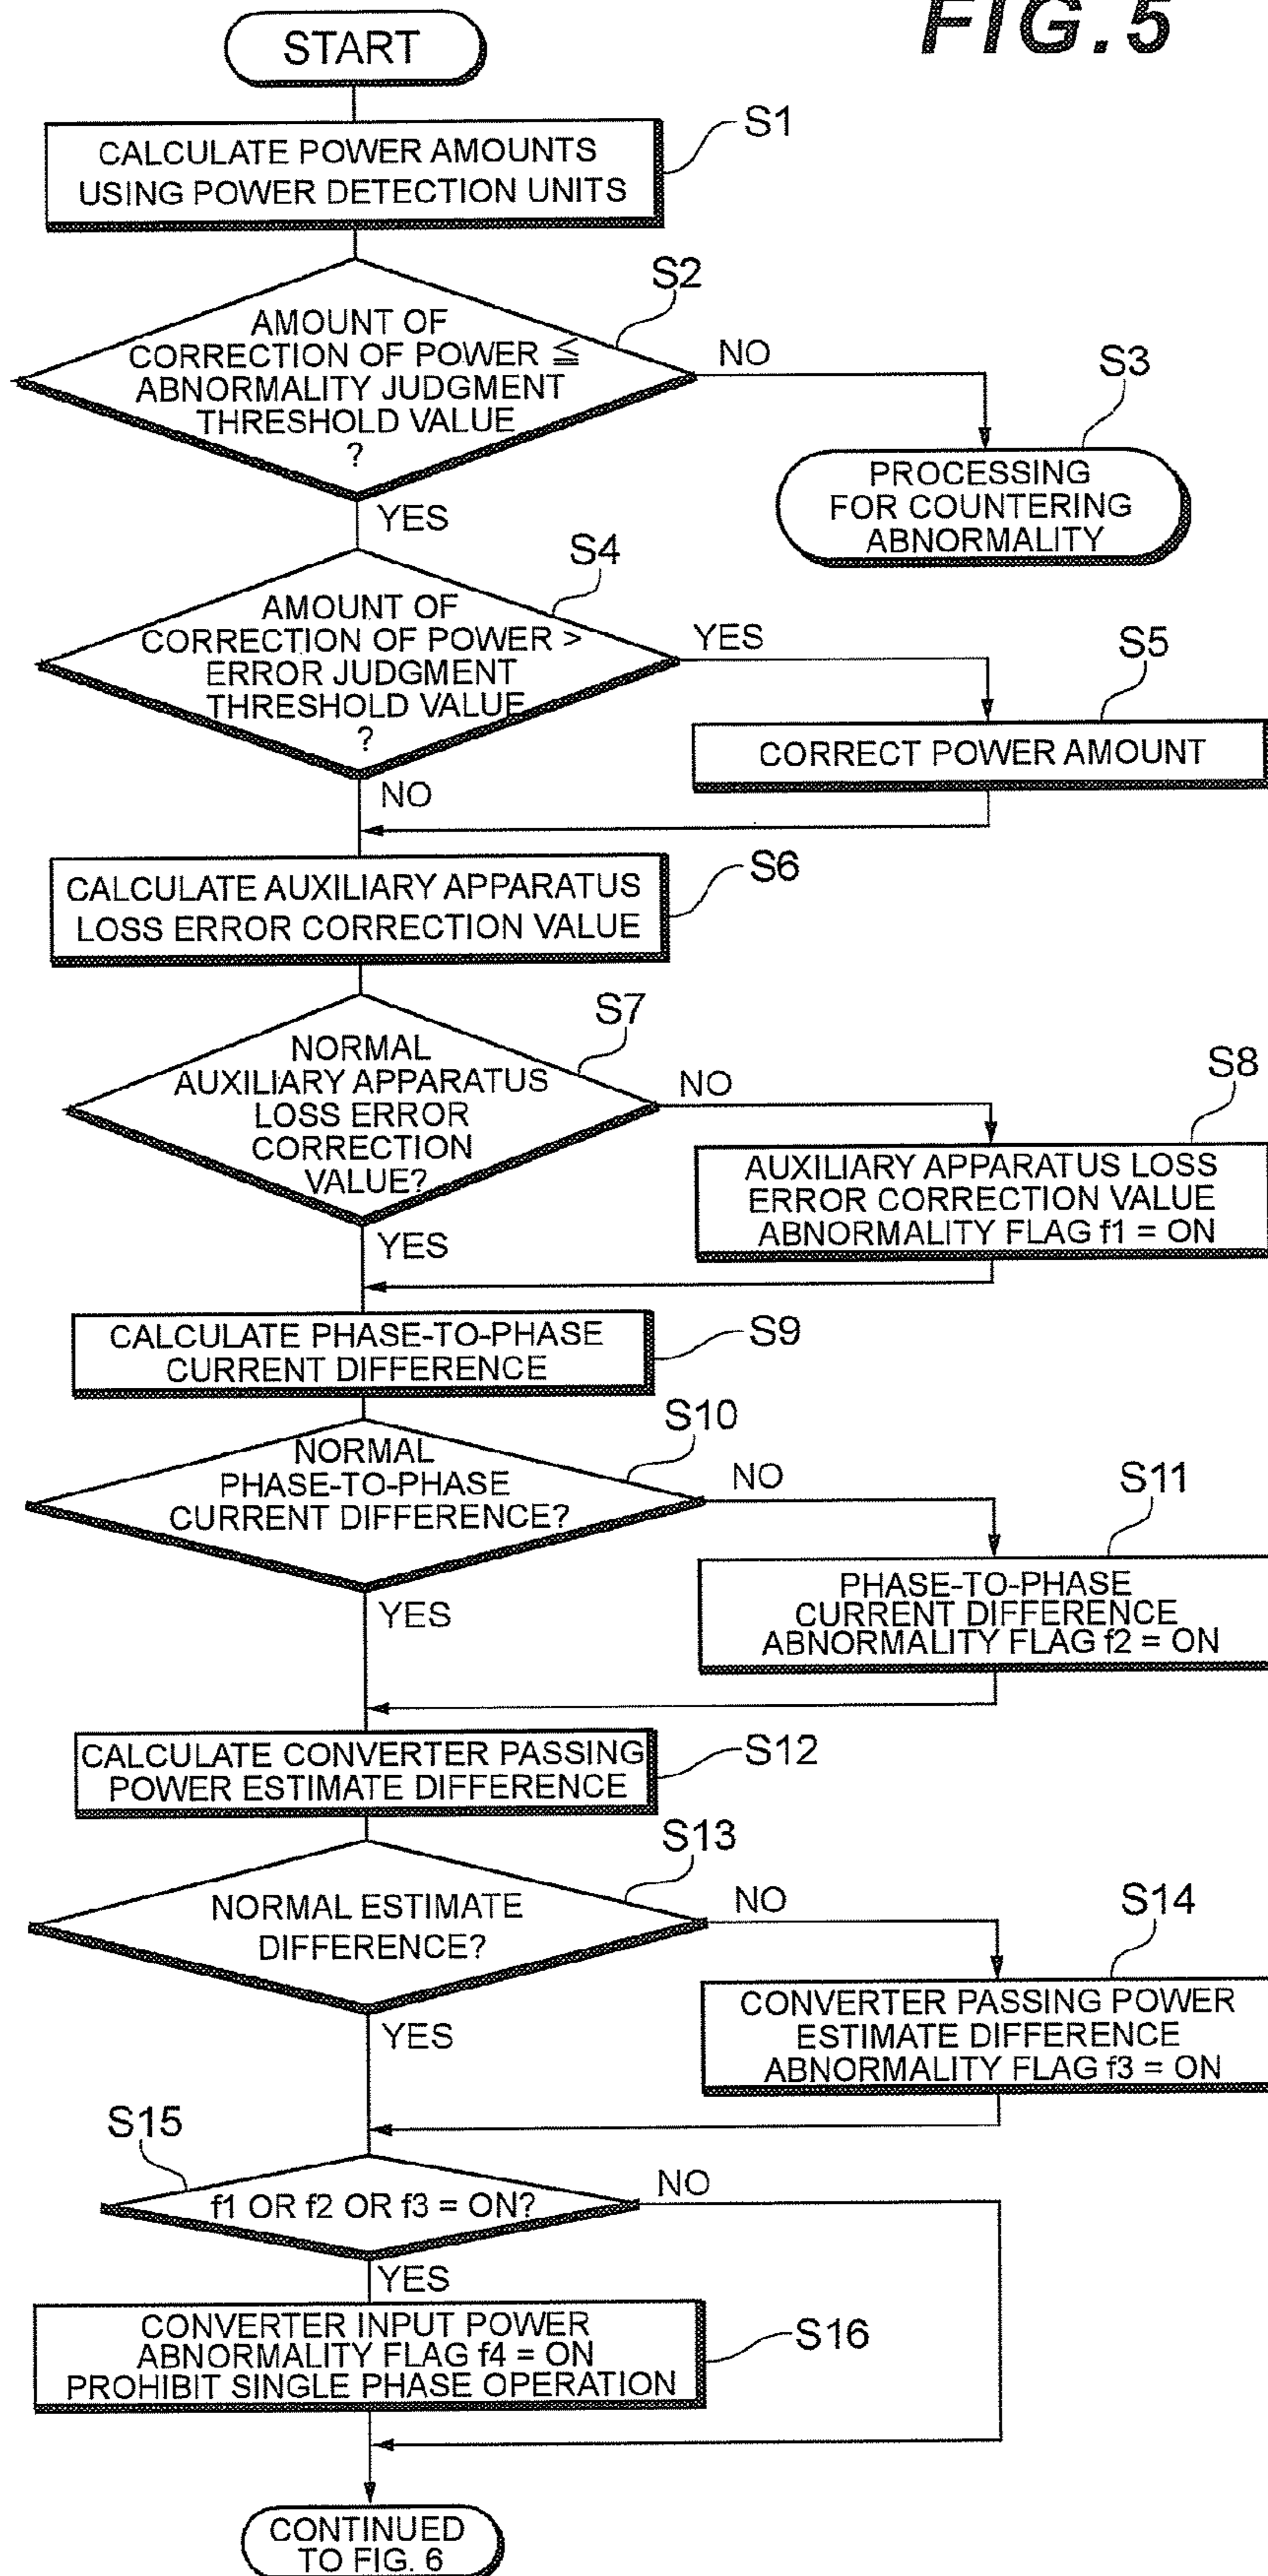 FIG. 5
START
S1
CALCULATE POWER AMOUNTS
USING POWER DETECTION UNITS
S2
AMOUNT OF
CORRECTION OF POWER ≦
ABNORMALITY JUDGMENT
THRESHOLD VALUE
?
NO
YES
S3
PROCESSING
FOR COUNTERING
ABNORMALITY
S4
AMOUNT OF
CORRECTION OF POWER >
ERROR JUDGMENT
THRESHOLD VALUE
?
YES
NO
S5
CORRECT POWER AMOUNT
S6
CALCULATE AUXILIARY APPARATUS
LOSS ERROR CORRECTION VALUE
S7
NORMAL
AUXILIARY APPARATUS
LOSS ERROR
CORRECTION
VALUE?
NO
YES
S8
AUXILIARY APPARATUS LOSS
ERROR CORRECTION VALUE
ABNORMALITY FLAG f1 = ON
S9
CALCULATE PHASE-TO-PHASE
CURRENT DIFFERENCE
S10
NORMAL
PHASE-TO-PHASE
CURRENT DIFFERENCE?
NO
YES
S11
PHASE-TO-PHASE
CURRENT DIFFERENCE
ABNORMALITY FLAG f2 = ON
S12
CALCULATE CONVERTER PASSING
POWER ESTIMATE DIFFERENCE
S13
NORMAL ESTIMATE
DIFFERENCE?
NO
YES
S14
CONVERTER PASSING POWER
ESTIMATE DIFFERENCE
ABNORMALITY FLAG f3 = ON
S15
f1 OR f2 OR f3 = ON?
NO
YES
S16
CONVERTER INPUT POWER
ABNORMALITY FLAG f4 = ON
PROHIBIT SINGLE PHASE OPERATION
CONTINUED
TO FIG. 6